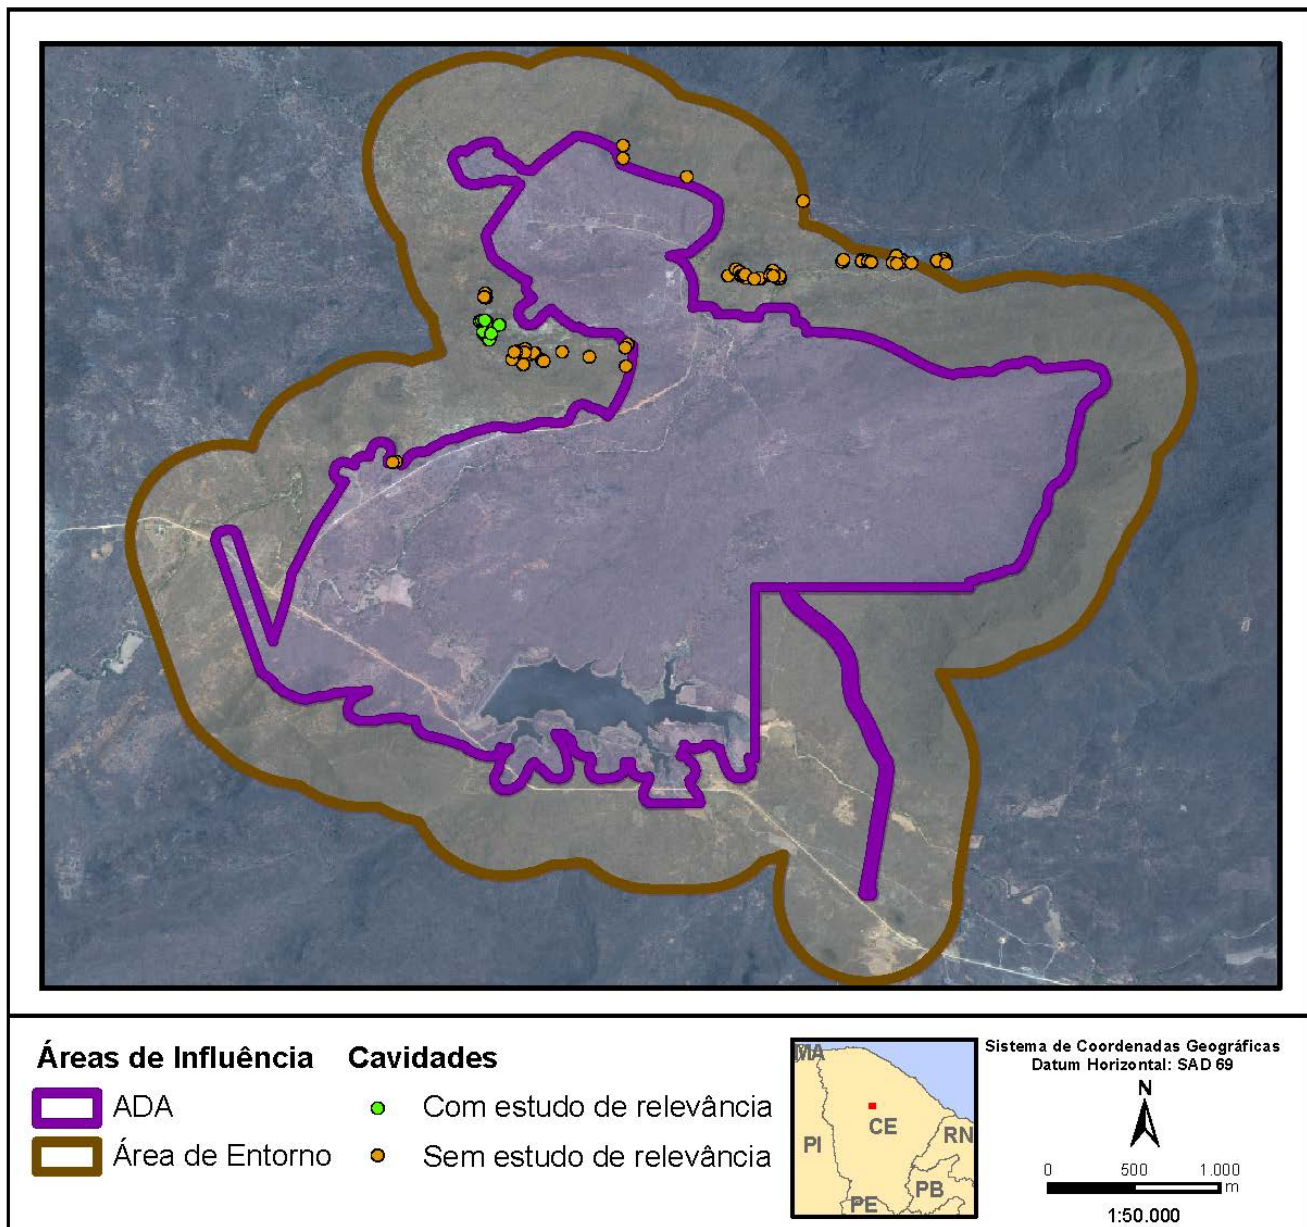 Áreas de Influência
ADA
Área de Entorno
Cavidades
Com estudo de relevância
Sem estudo de relevância
MA
CE
PI
RN
PB
PE
Sistema de Coordenadas Geográficas
Datum Horizontal: SAD 69
N
0 500 1.000
m
1:50.000